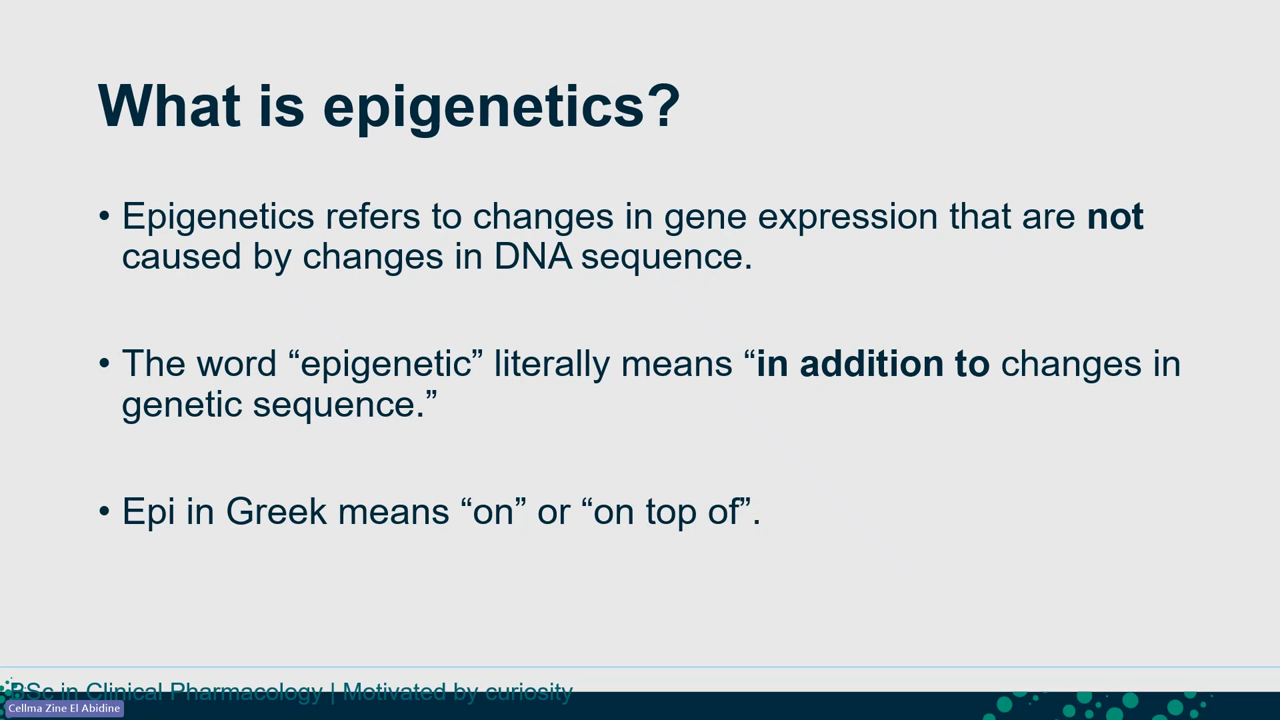 What is epigenetics?
• Epigenetics refers to changes in gene expression that are not
caused by changes in DNA sequence.
• The word “epigenetic” literally means “in addition to changes in
genetic sequence.”
• Epi in Greek means “on” or “on top of”.
BSc in Clinical Pharmacology | Motivated by curiosity
Cellma Zine El Abidine